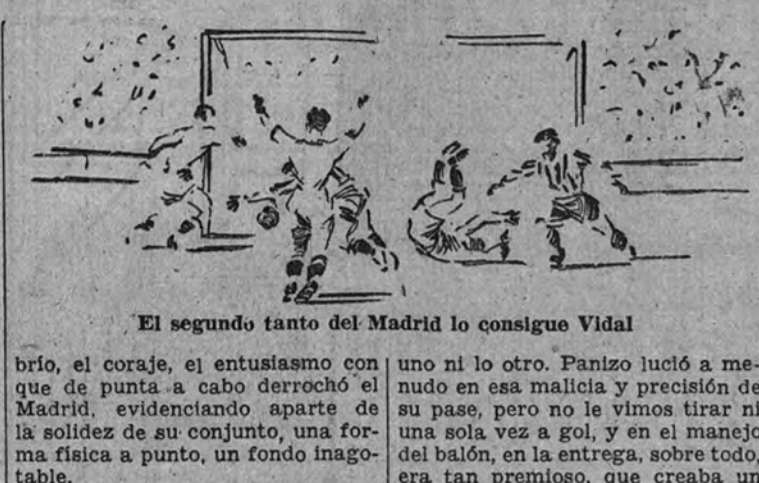 El segundo tanto del Madrid lo consigue Vidal
brío, el coraje, el entusiasmo con
que de punta a cabo derrochó el
Madrid, evidenciando aparte de
la solidez de su conjunto, una for-
ma física a punto, un fondo inago-
table.
uno ni lo otro. Panizo lució a me-
nudo en esa malicia y precisión de
su pase, pero no le vimos tirar ni
una sola vez a gol, y en el manejo
del balón, en la entrega, sobre todo,
era tan premioso, que creaba un